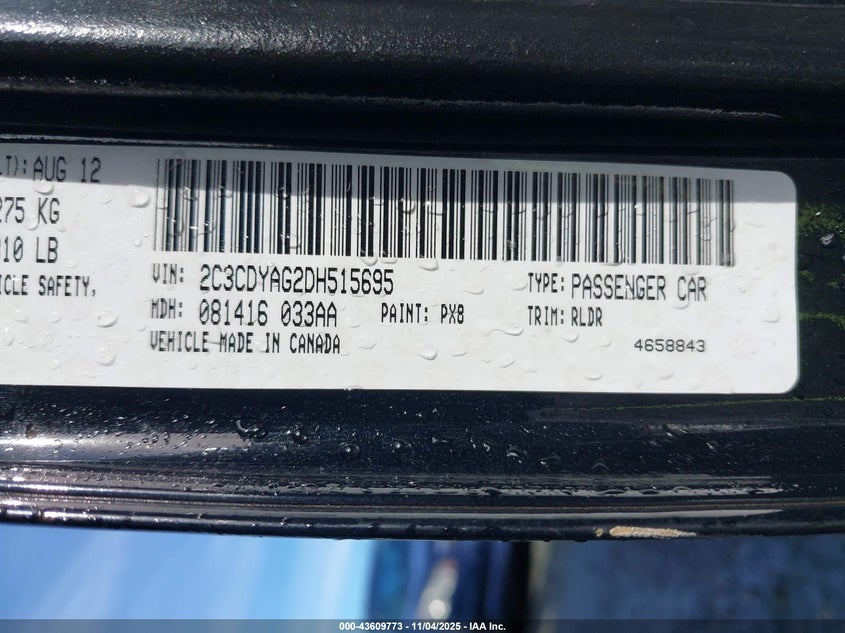 LT): AUG 12
275 KG
010 LB
ICLE SAFETY,
VIN: 2C3CDYAG2DH515695
TYPE: PASSENGER CAR
MDH: 081416 033AA
PAINT: PX8
TRIM: RLDR
VEHICLE MADE IN CANADA
4658843
000-43609773 - 11/04/2025 - IAA Inc.